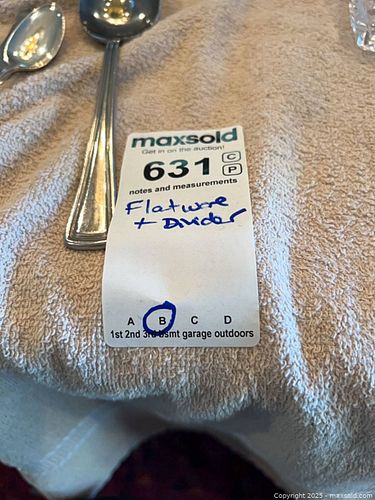 maxsold
Get in on the auction!
631 C
P
notes and measurements
Flatware
+ Divider
A B C D
1st 2nd 3rd bsmt garage outdoors
Copyright 2025 - maxsold.com